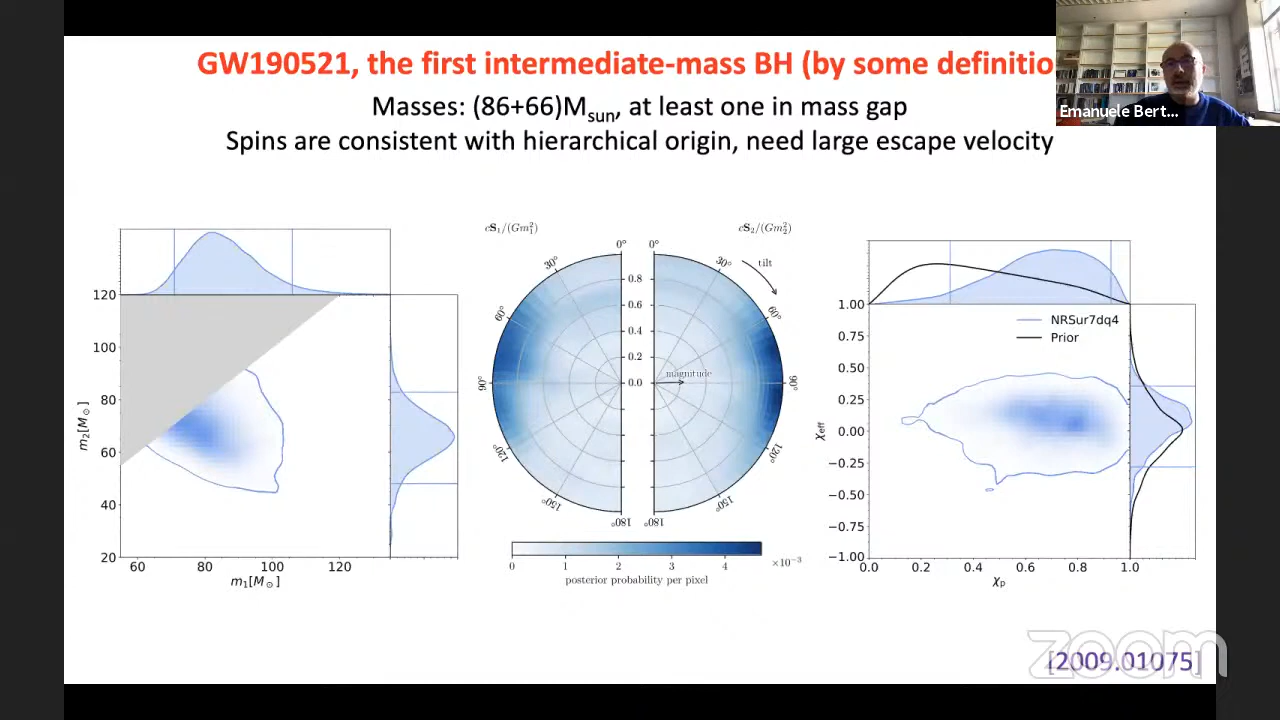 GW190521, the first intermediate-mass BH (by some definitio
Emanuele Bert...
Masses: (86+66)Msun, at least one in mass gap
Spins are consistent with hierarchical origin, need large escape velocity
120
100
80
60
40
20
m2[M⊙]
60 80 100 120
m1[M⊙]
cS1/(Gm1²) cS2/(Gm2²)
0° 0°
30° 30°
tilt
60° 60°
90° 90°
120° 120°
150° 150°
180° 180°
0.8
0.6
0.4
0.2
0.0
magnitude
0 1 2 3 4 ×10⁻³
posterior probability per pixel
NRSur7dq4
Prior
1.00
0.75
0.50
0.25
0.00
−0.25
−0.50
−0.75
−1.00
χeff
0.0 0.2 0.4 0.6 0.8 1.0
χp
zoom
[2009.01075]